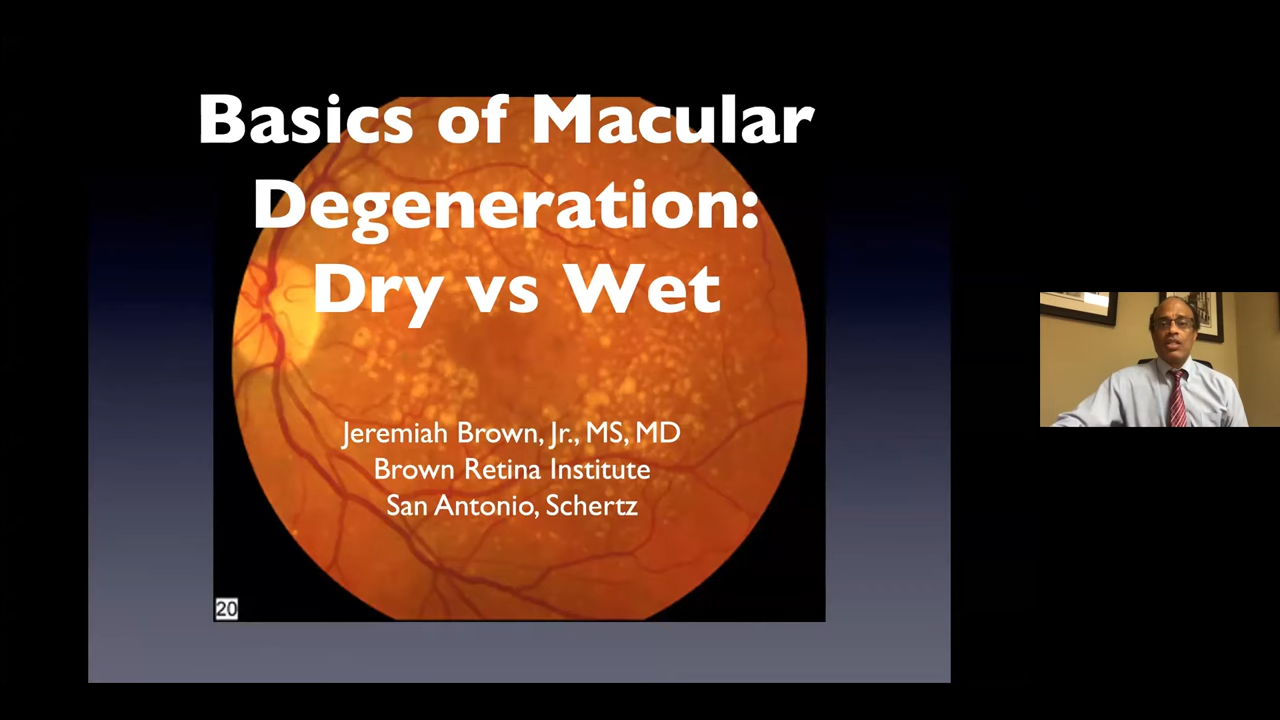 Basics of Macular
Degeneration:
Dry vs Wet
Jeremiah Brown, Jr., MS, MD
Brown Retina Institute
San Antonio, Schertz
20